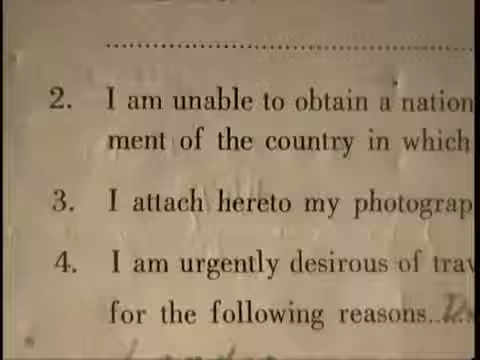 2. I am unable to obtain a nation
ment of the country in which
3. I attach hereto my photograp
4. I am urgently desirous of trav
for the following reasons..